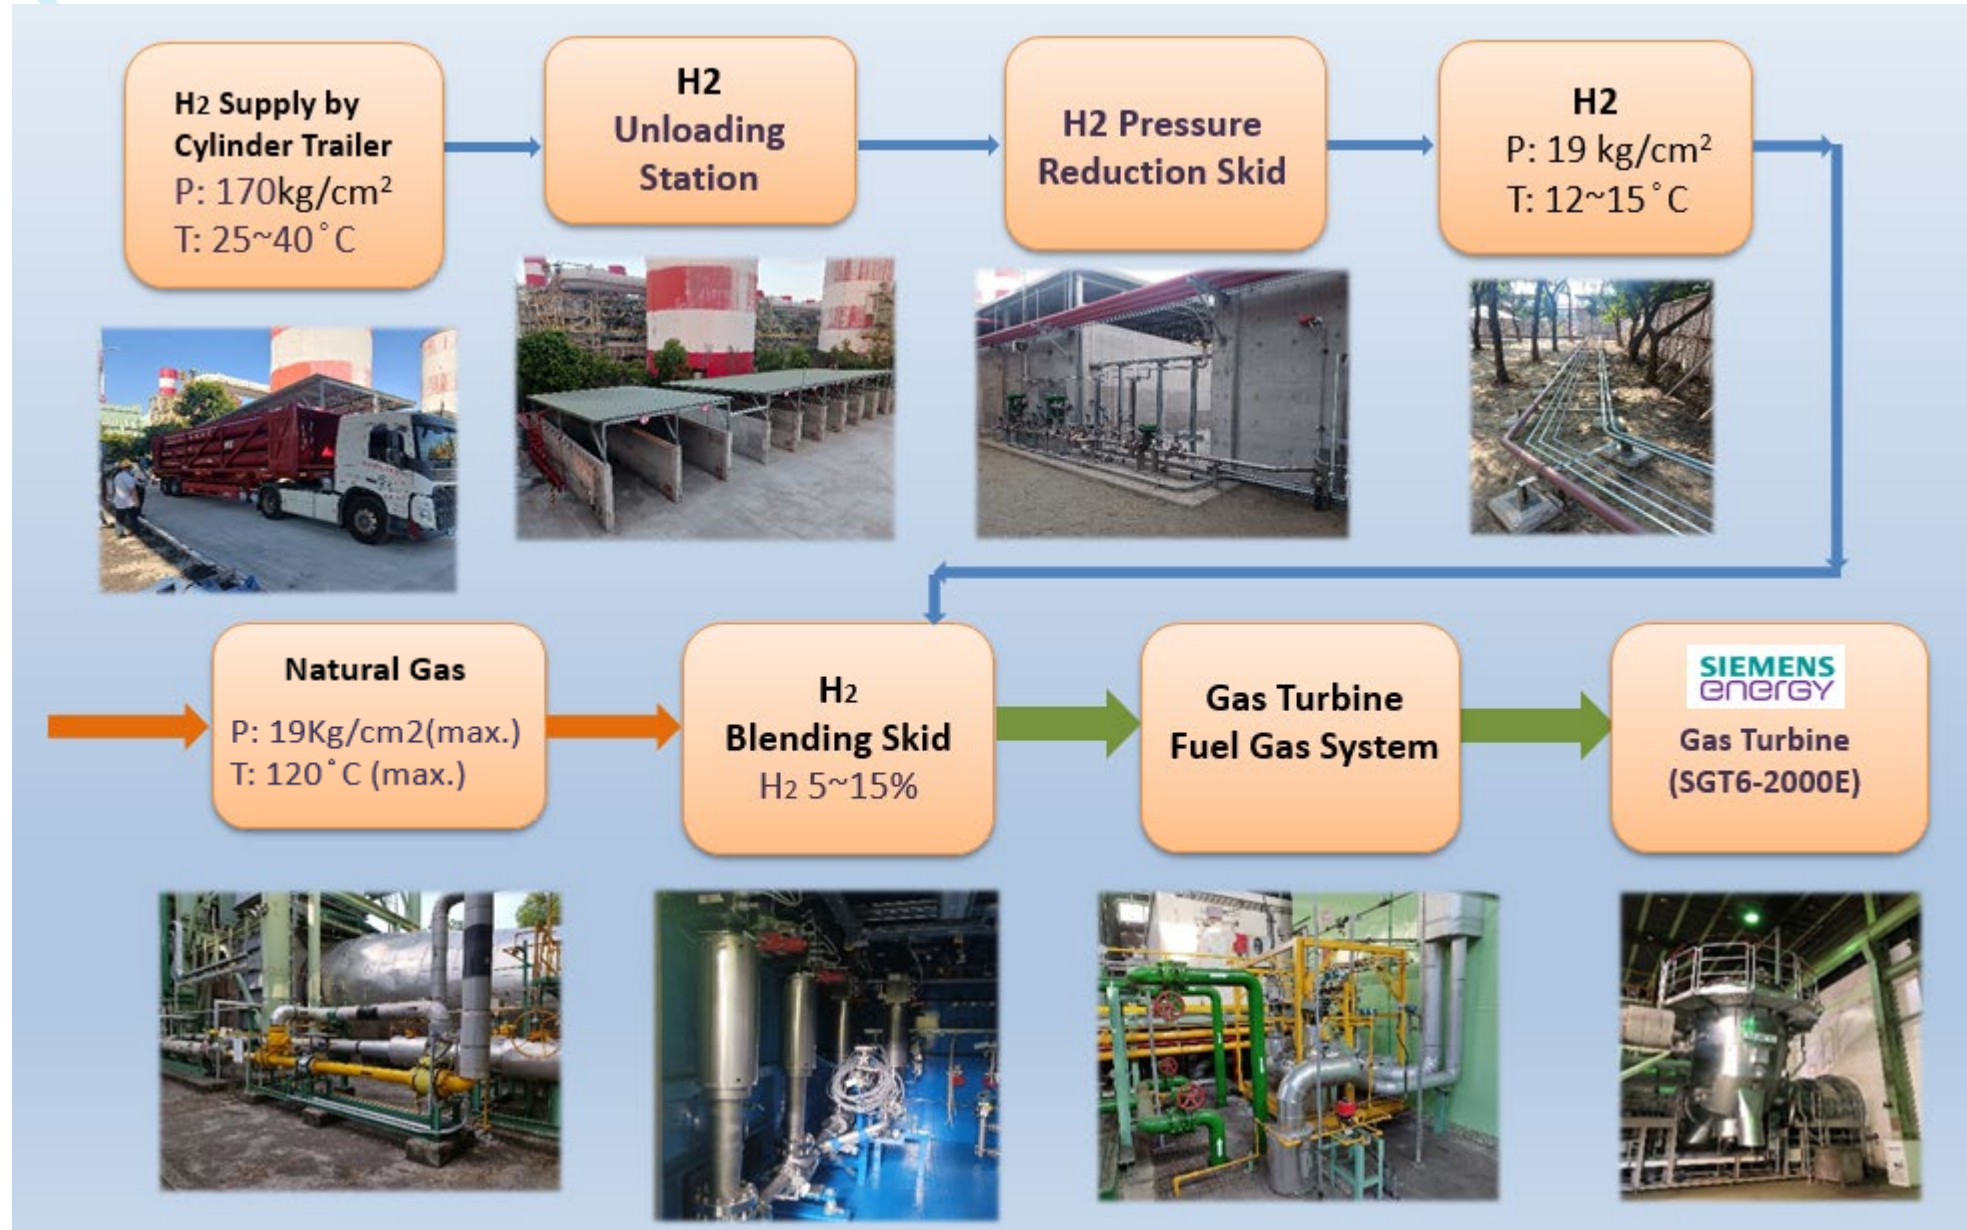 H2 Supply by
Cylinder Trailer
P: 170kg/cm²
T: 25~40˚C
H2
Unloading
Station
H2 Pressure
Reduction Skid
H2
P: 19 kg/cm²
T: 12~15˚C
Natural Gas
P: 19Kg/cm2(max.)
T: 120˚C (max.)
H2
Blending Skid
H2 5~15%
Gas Turbine
Fuel Gas System
SIEMENS
energy
Gas Turbine
(SGT6-2000E)